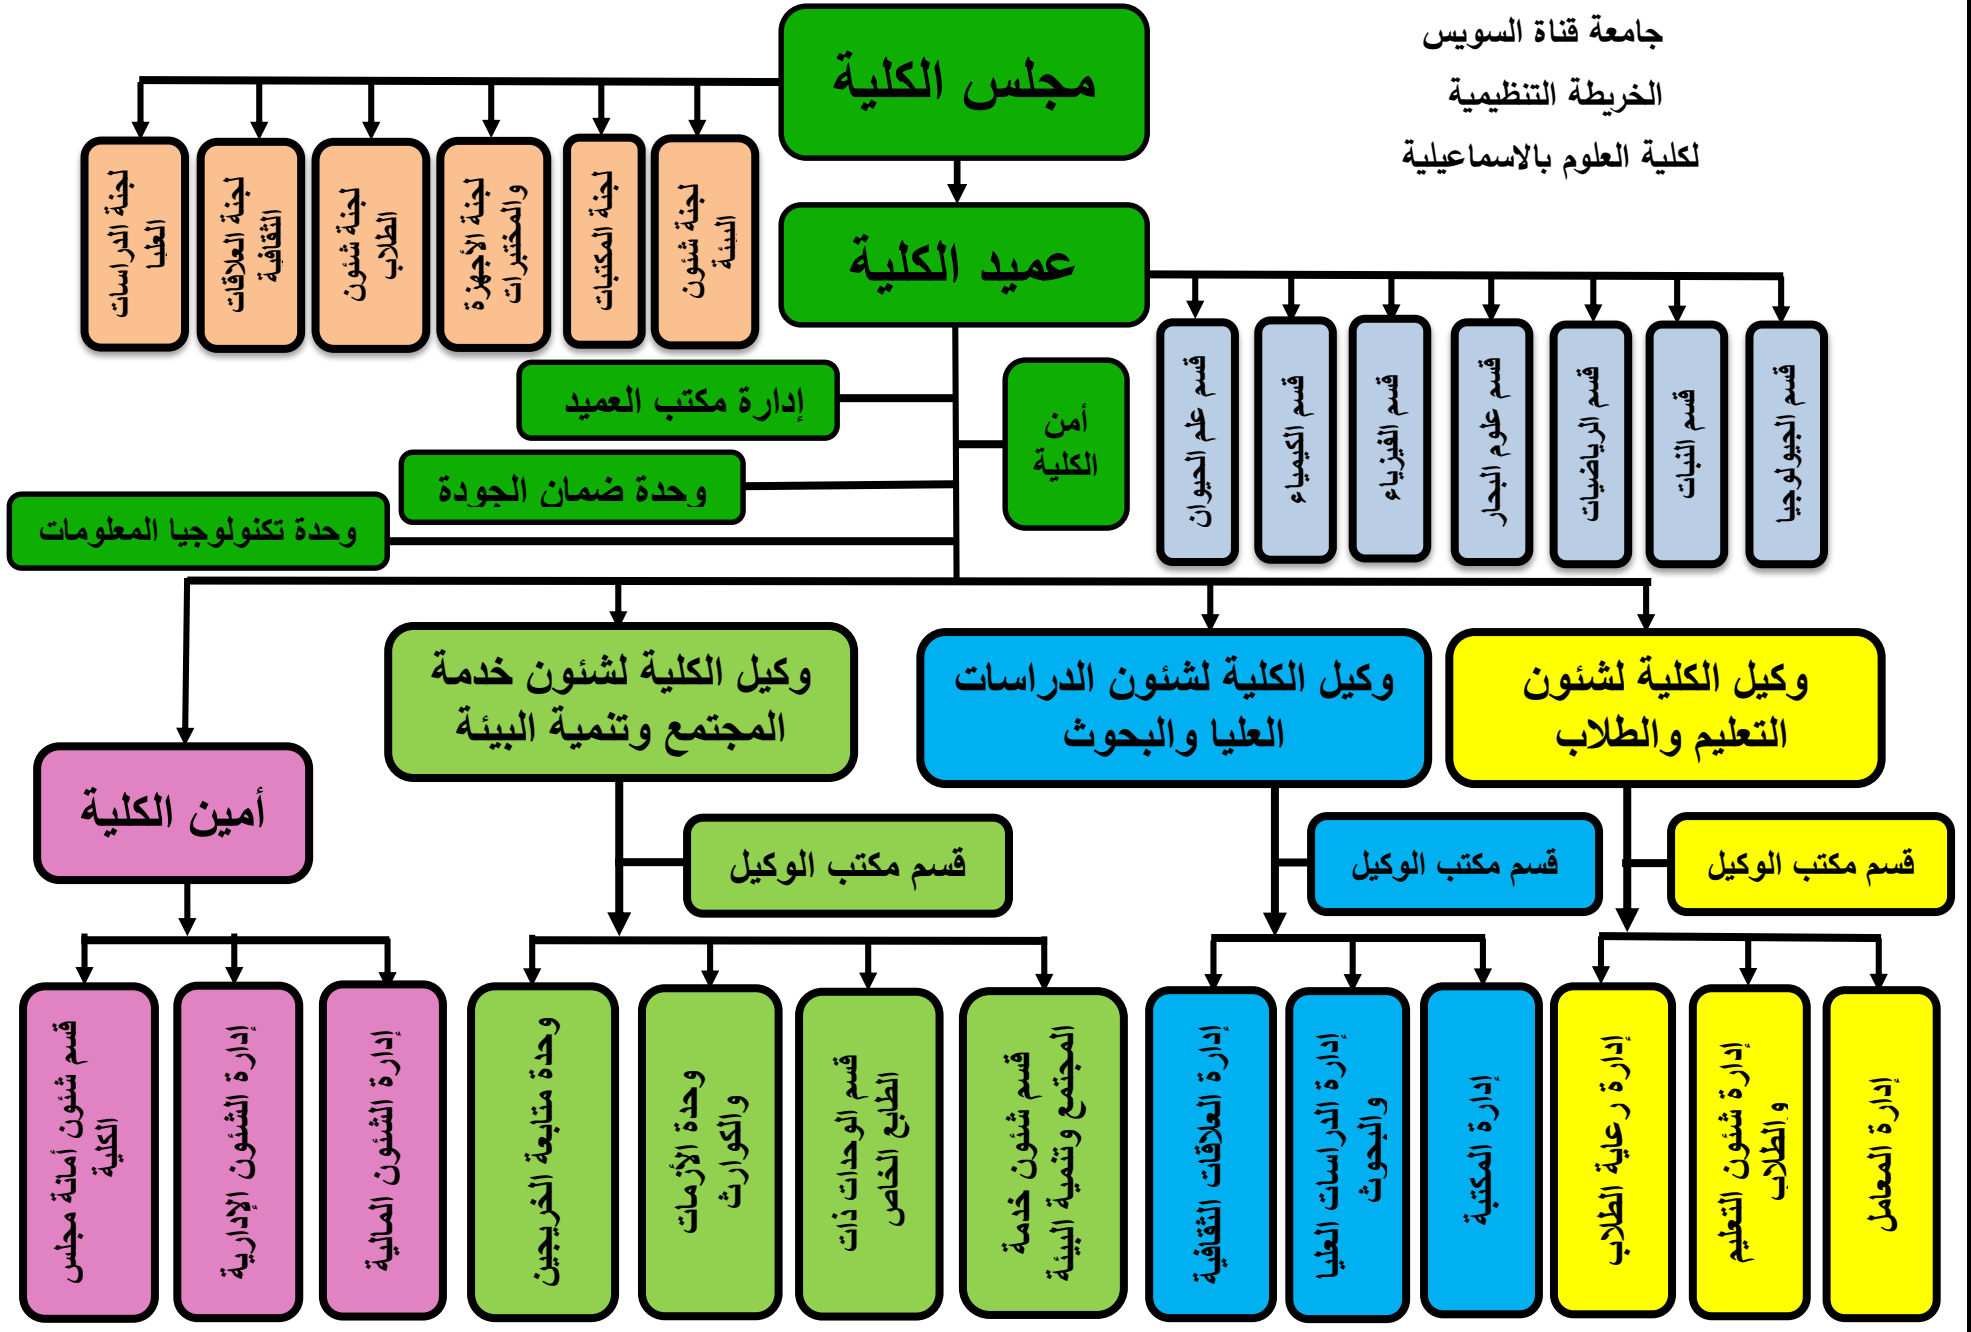 جامعة قناة السويس
الخريطة التنظيمية
لكلية العلوم بالاسماعيلية
مجلس الكلية
لجنة شئون
البيئة
لجنة المكتبات
لجنة الأجهزة
والمختبرات
لجنة شئون
الطلاب
لجنة العلاقات
الثقافية
لجنة الدراسات
العليا
عميد الكلية
قسم الجيولوجيا
قسم النبات
قسم الرياضيات
قسم علوم البحار
قسم الفيزياء
قسم الكيمياء
قسم علم الحيوان
أمن
الكلية
إدارة مكتب العميد
وحدة ضمان الجودة
وحدة تكنولوجيا المعلومات
وكيل الكلية لشئون
التعليم والطلاب
وكيل الكلية لشئون الدراسات
العليا والبحوث
وكيل الكلية لشئون خدمة
المجتمع وتنمية البيئة
أمين الكلية
قسم مكتب الوكيل
قسم مكتب الوكيل
قسم مكتب الوكيل
إدارة المعامل
إدارة شئون التعليم
والطلاب
إدارة رعاية الطلاب
إدارة المكتبة
إدارة الدراسات العليا
والبحوث
إدارة العلاقات الثقافية
قسم شئون خدمة
المجتمع وتنمية البيئة
قسم الوحدات ذات
الطابع الخاص
وحدة الأزمات
والكوارث
وحدة متابعة الخريجين
إدارة الشئون المالية
إدارة الشئون الإدارية
قسم شئون أمانة مجلس
الكلية